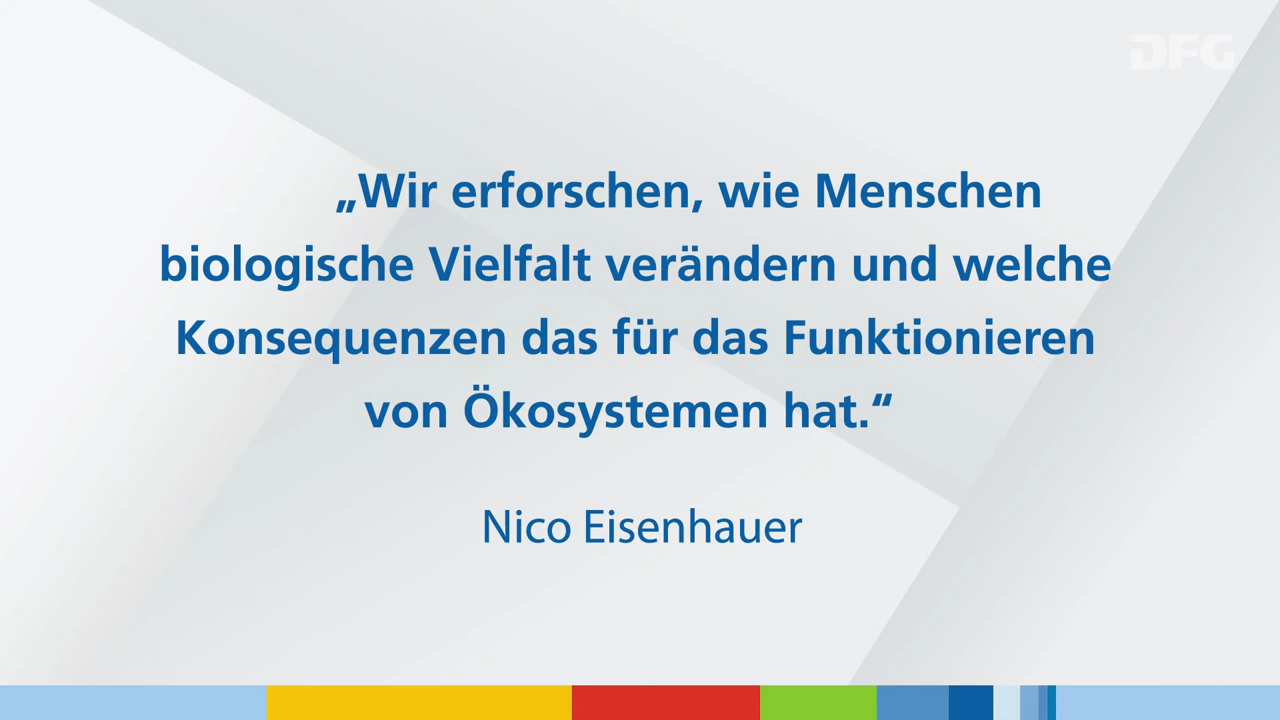 DFG
„Wir erforschen, wie Menschen
biologische Vielfalt verändern und welche
Konsequenzen das für das Funktionieren
von Ökosystemen hat.“
Nico Eisenhauer